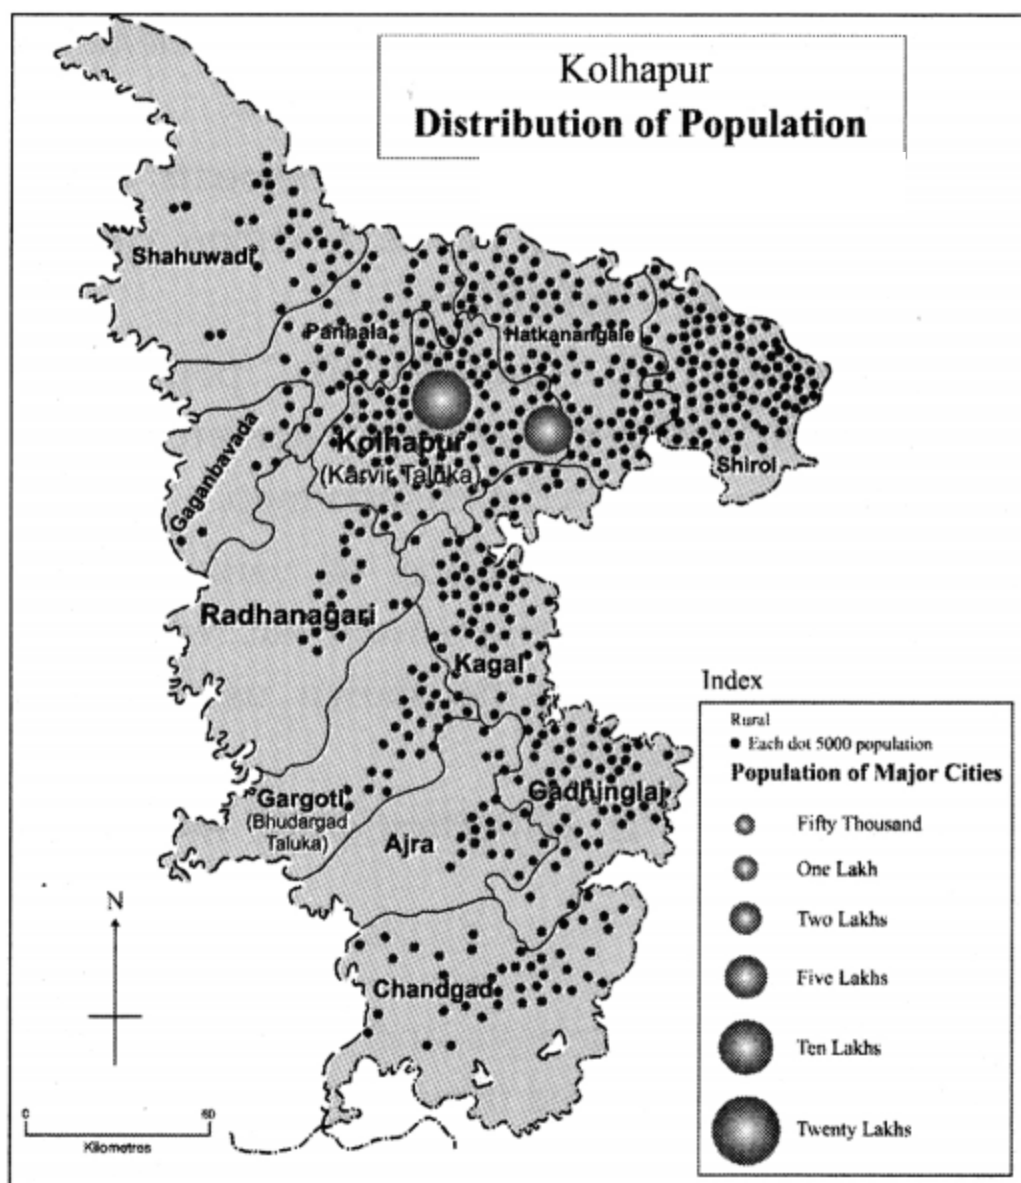 Kolhapur
Distribution of Population
Shahuwadi
Panhala
Hatkanangale
Kolhapur
(Karvir Taluka)
Shirol
Gaganbavada
Radhanagari
Kagal
Gargoti
(Bhudargad
Taluka)
Ajra
Gadhinglaj
Chandgad
N
0 60
Kilometres
Index
Rural
Each dot 5000 population
Population of Major Cities
Fifty Thousand
One Lakh
Two Lakhs
Five Lakhs
Ten Lakhs
Twenty Lakhs